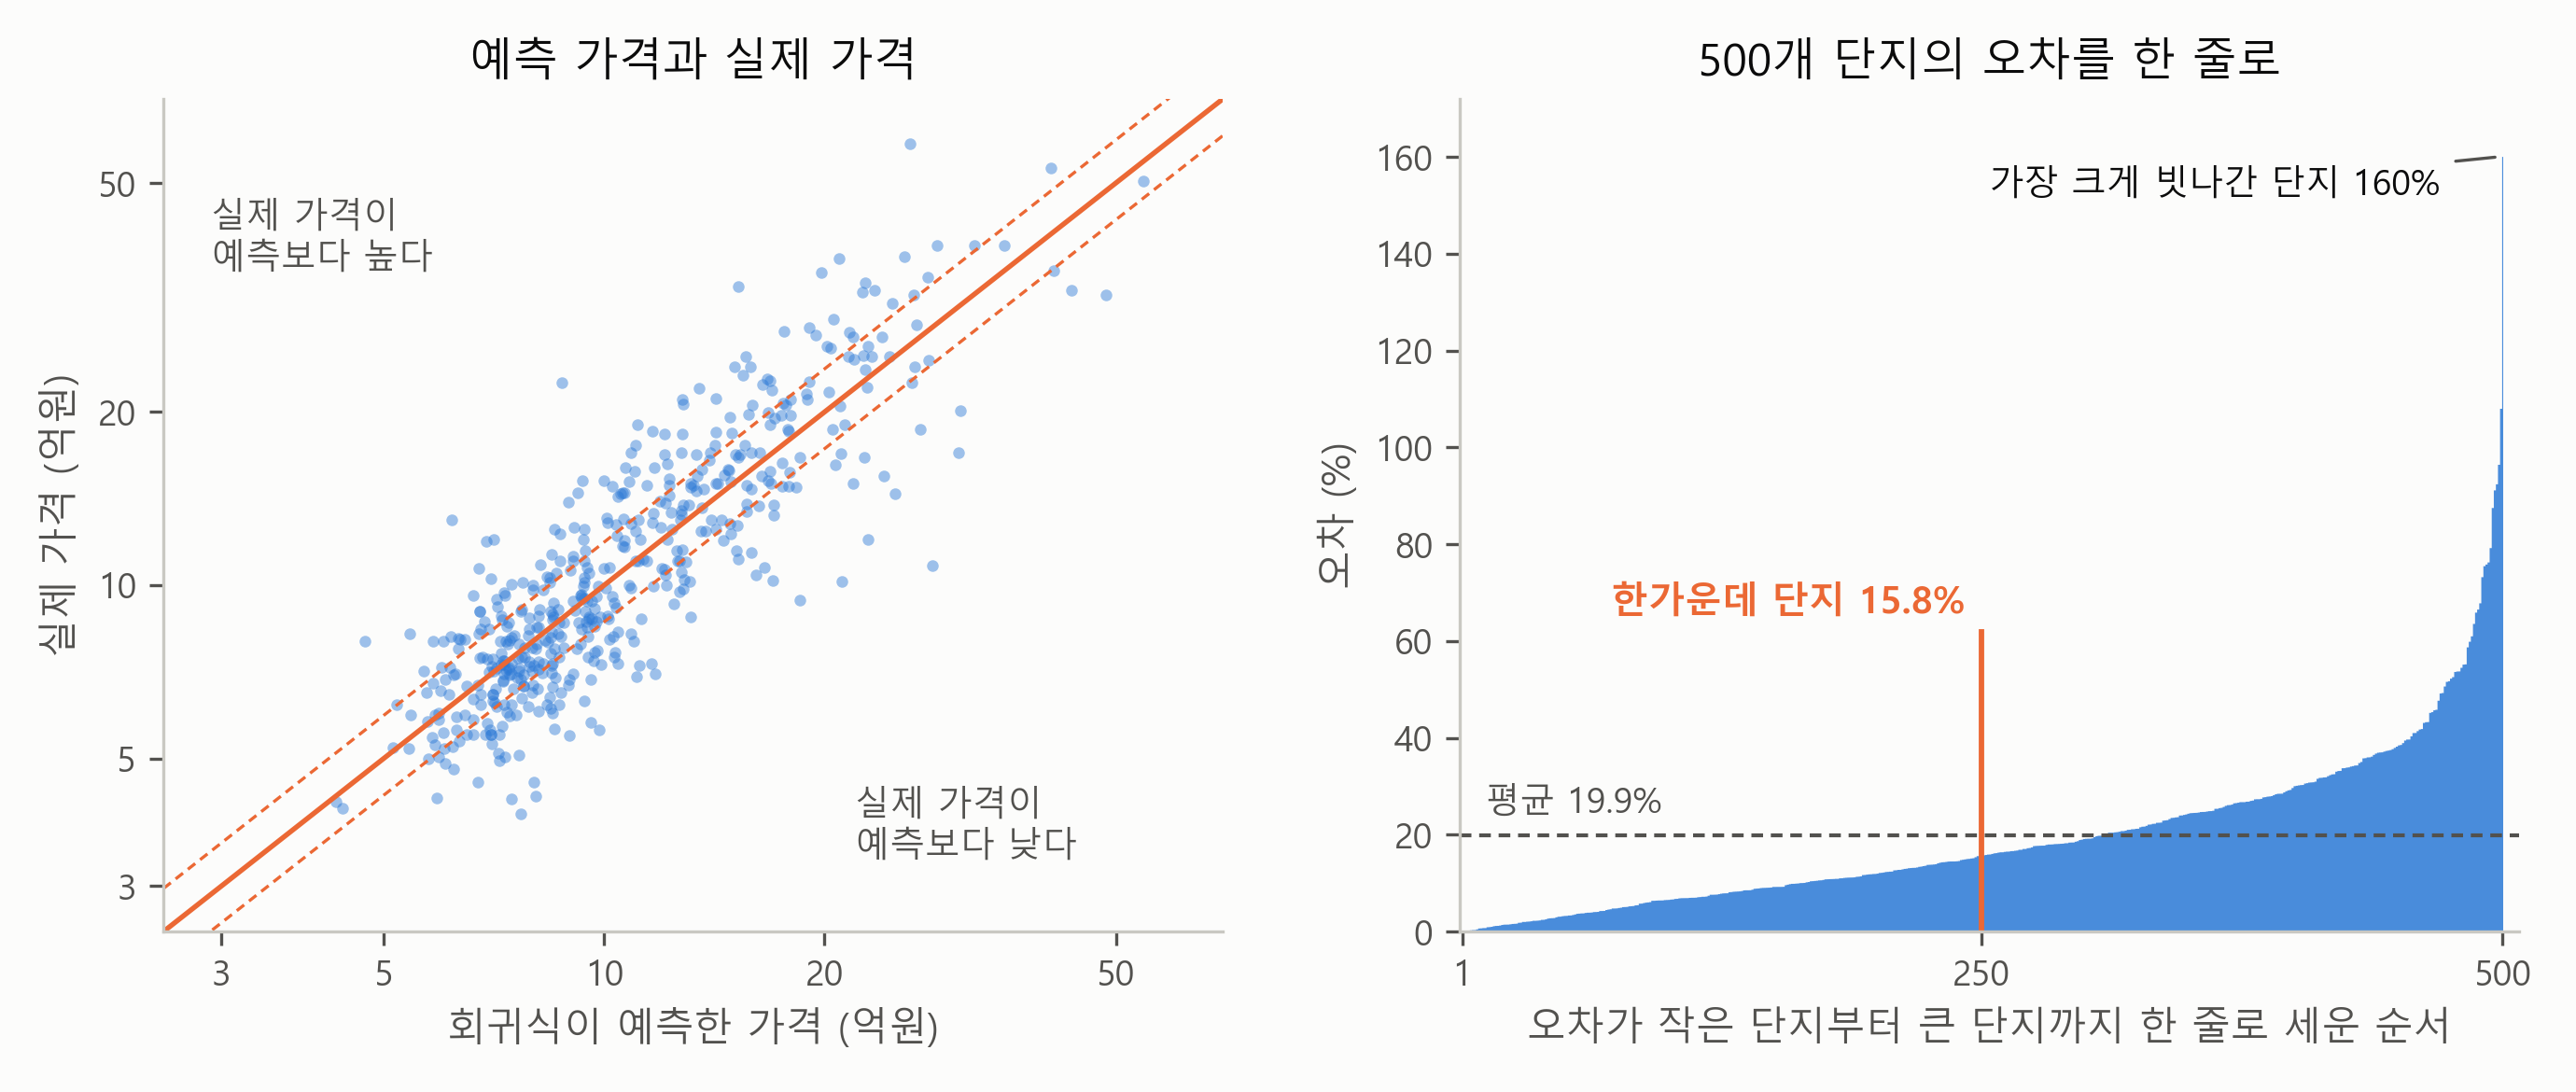 예측 가격과 실제 가격
실제 가격 (억원)
50
20
10
5
3
실제 가격이
예측보다 높다
실제 가격이
예측보다 낮다
3
5
10
20
50
회귀식이 예측한 가격 (억원)
500개 단지의 오차를 한 줄로
오차 (%)
160
140
120
100
80
60
40
20
0
가장 크게 빗나간 단지 160%
한가운데 단지 15.8%
평균 19.9%
1
250
500
오차가 작은 단지부터 큰 단지까지 한 줄로 세운 순서